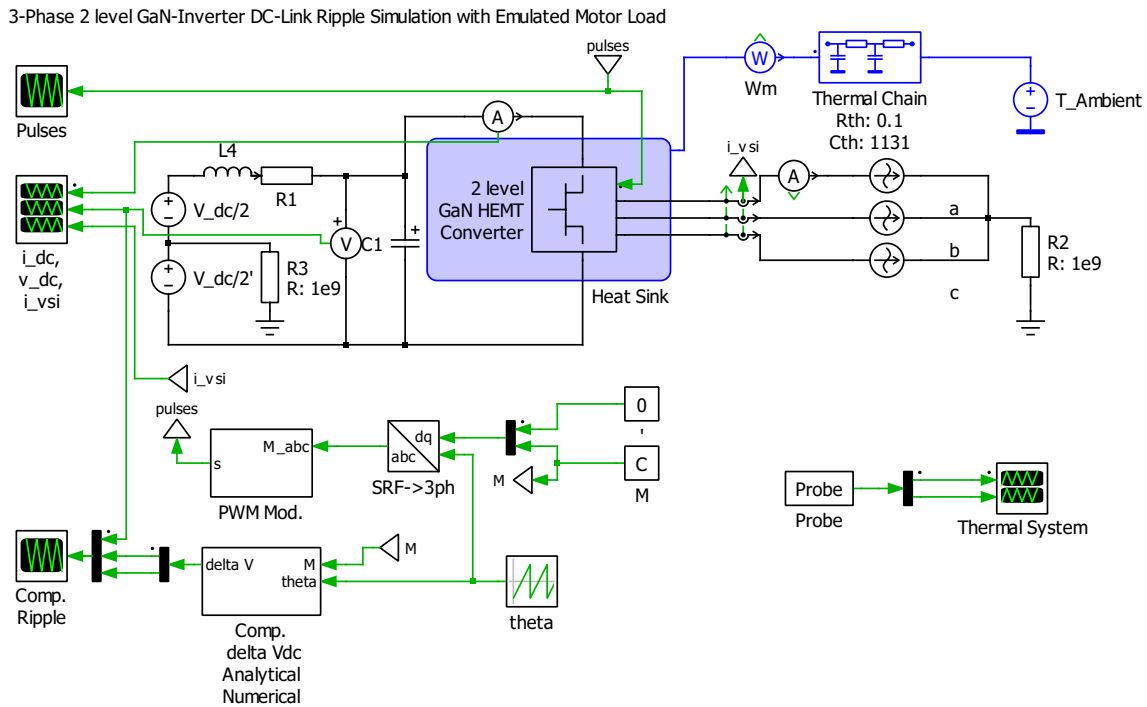 3-Phase 2 level GaN-Inverter DC-Link Ripple Simulation with Emulated Motor Load
pulses
Pulses
A
W
Wm
Thermal Chain
Rth: 0.1
Cth: 1131
T_Ambient
L4
R1
V_dc/2
V_dc/2'
V
C1
R3
R: 1e9
2 level
GaN HEMT
Converter
Heat Sink
i_vsi
A
a
b
c
R2
R: 1e9
i_dc,
v_dc,
i_vsi
i_vsi
pulses
M_abc
s
PWM Mod.
dq
abc
SRF->3ph
M
0
'
C
M
Probe
Probe
Thermal System
Comp.
Ripple
delta V
M
theta
Comp.
delta Vdc
Analytical
Numerical
M
theta